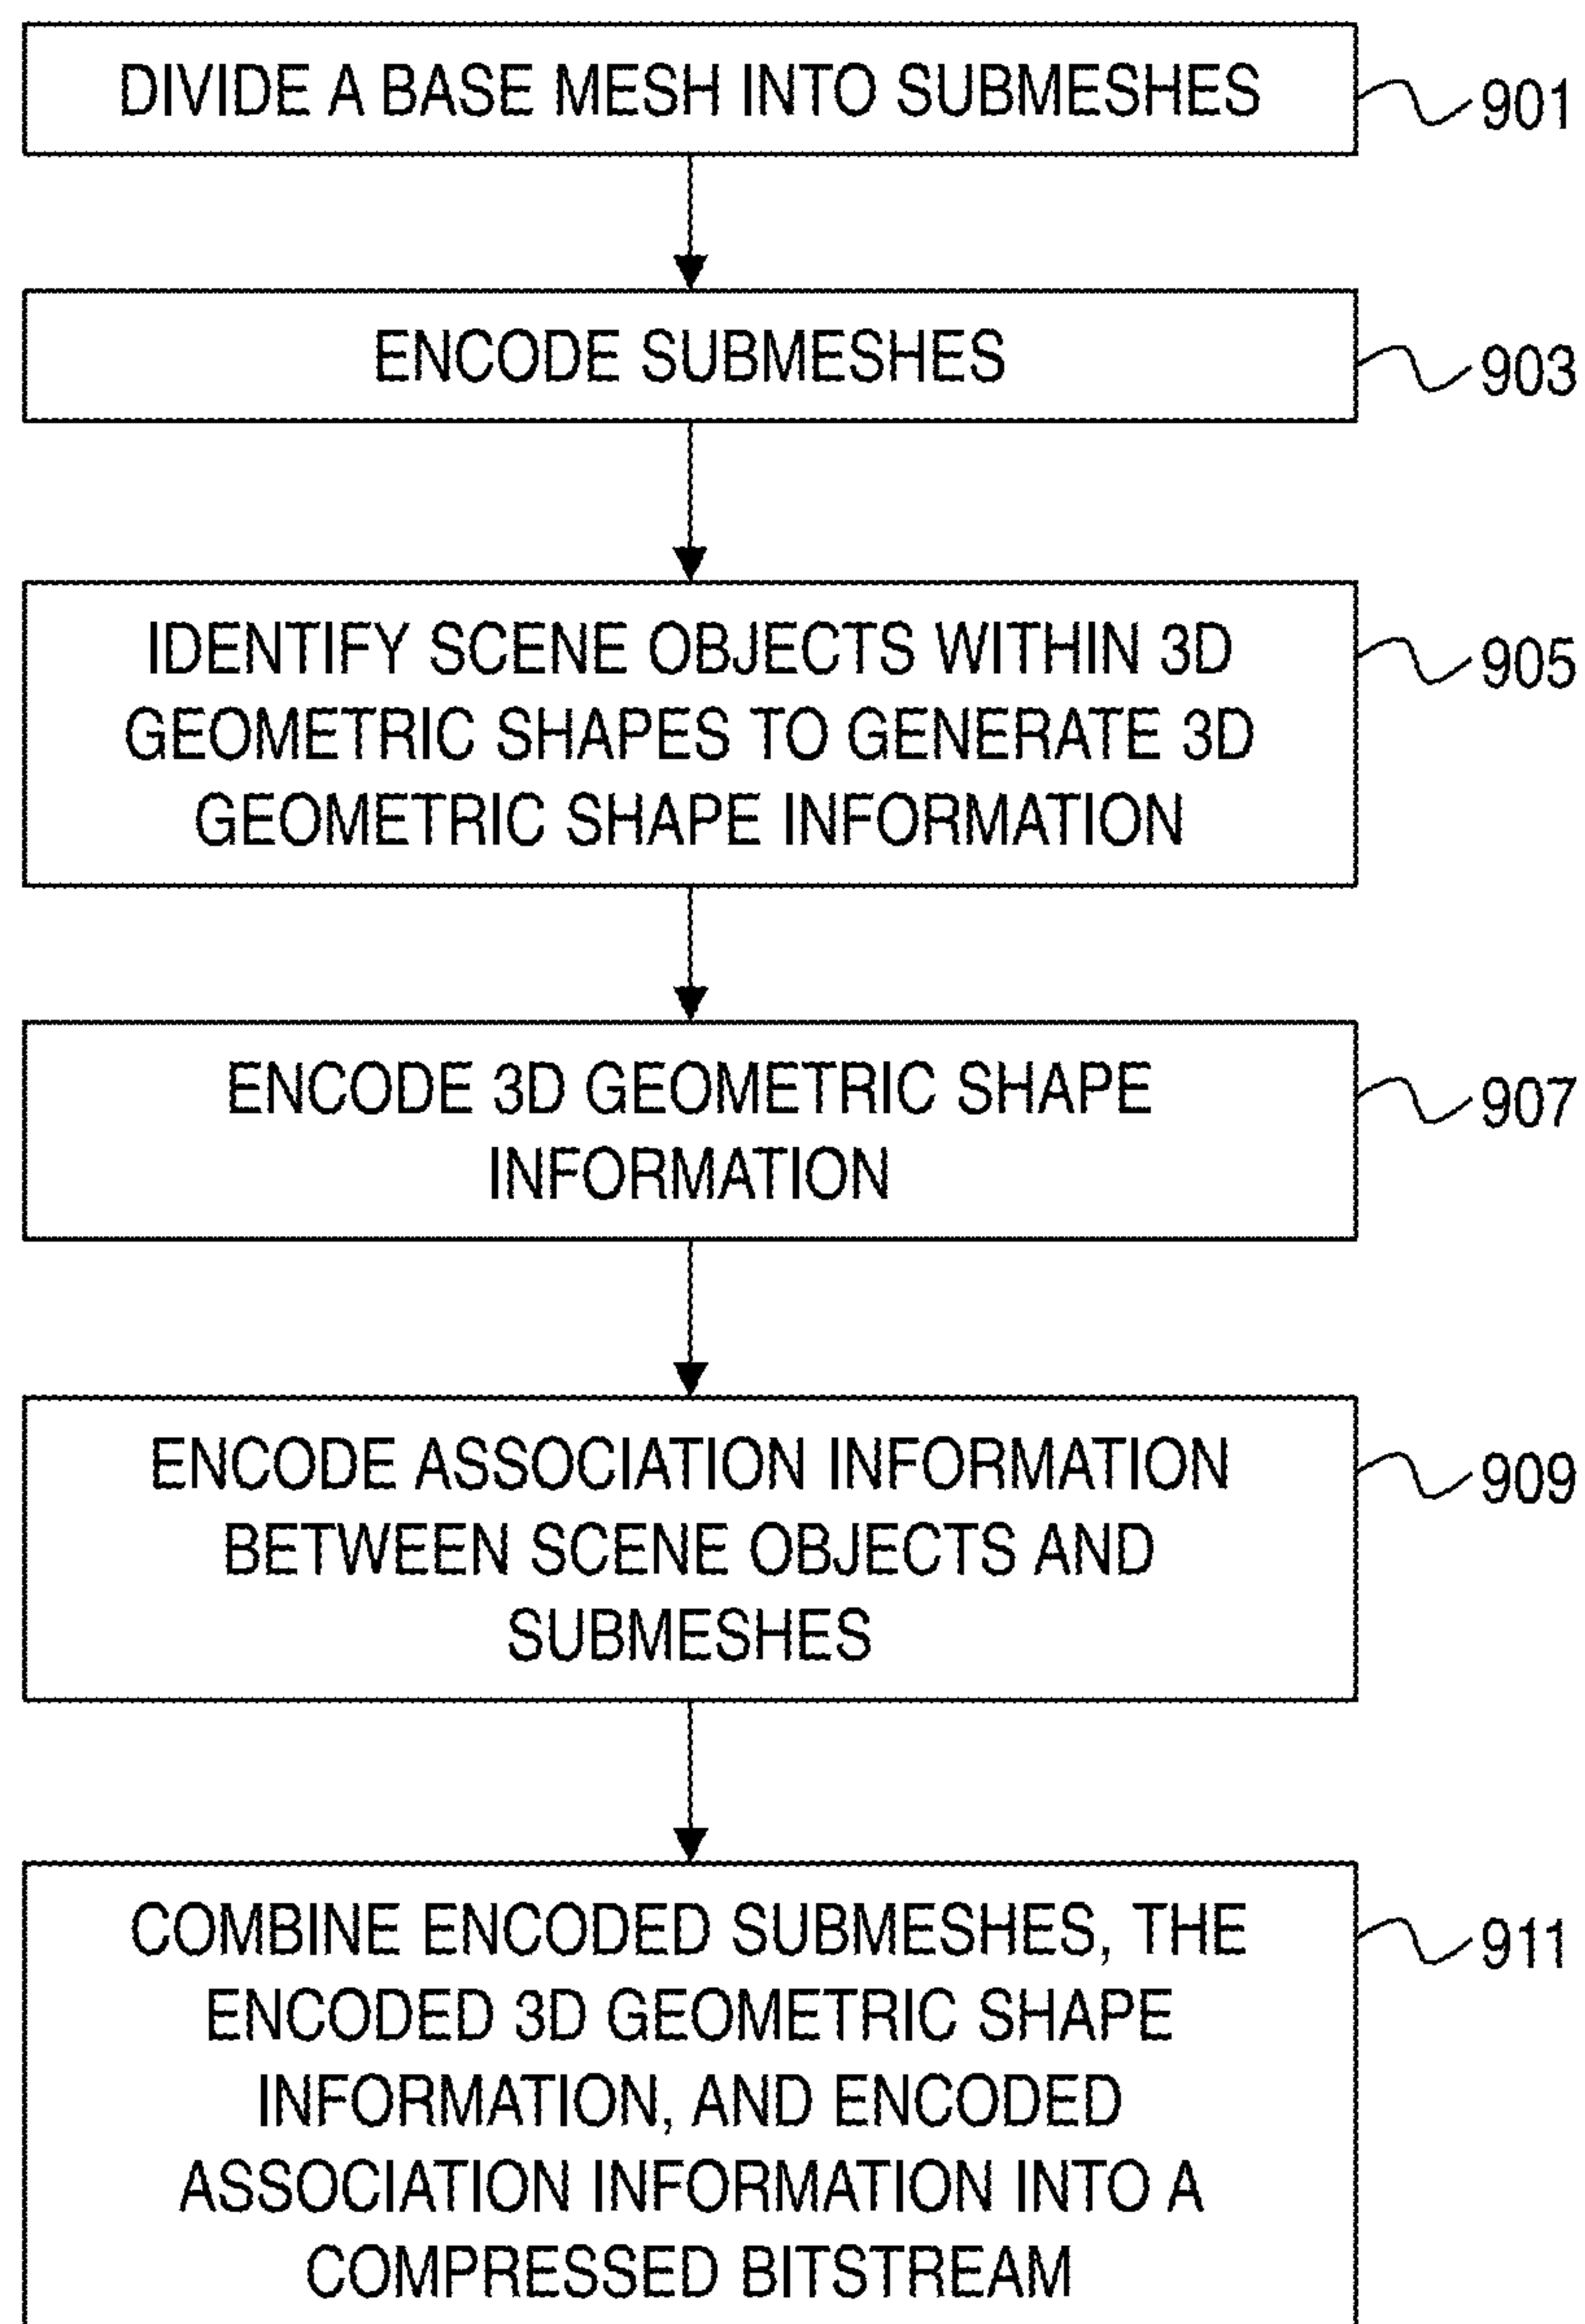 DIVIDE A BASE MESH INTO SUBMESHES
901
ENCODE SUBMESHES
903
IDENTIFY SCENE OBJECTS WITHIN 3D
GEOMETRIC SHAPES TO GENERATE 3D
GEOMETRIC SHAPE INFORMATION
905
ENCODE 3D GEOMETRIC SHAPE
INFORMATION
907
ENCODE ASSOCIATION INFORMATION
BETWEEN SCENE OBJECTS AND
SUBMESHES
909
COMBINE ENCODED SUBMESHES, THE
ENCODED 3D GEOMETRIC SHAPE
INFORMATION, AND ENCODED
ASSOCIATION INFORMATION INTO A
COMPRESSED BITSTREAM
911